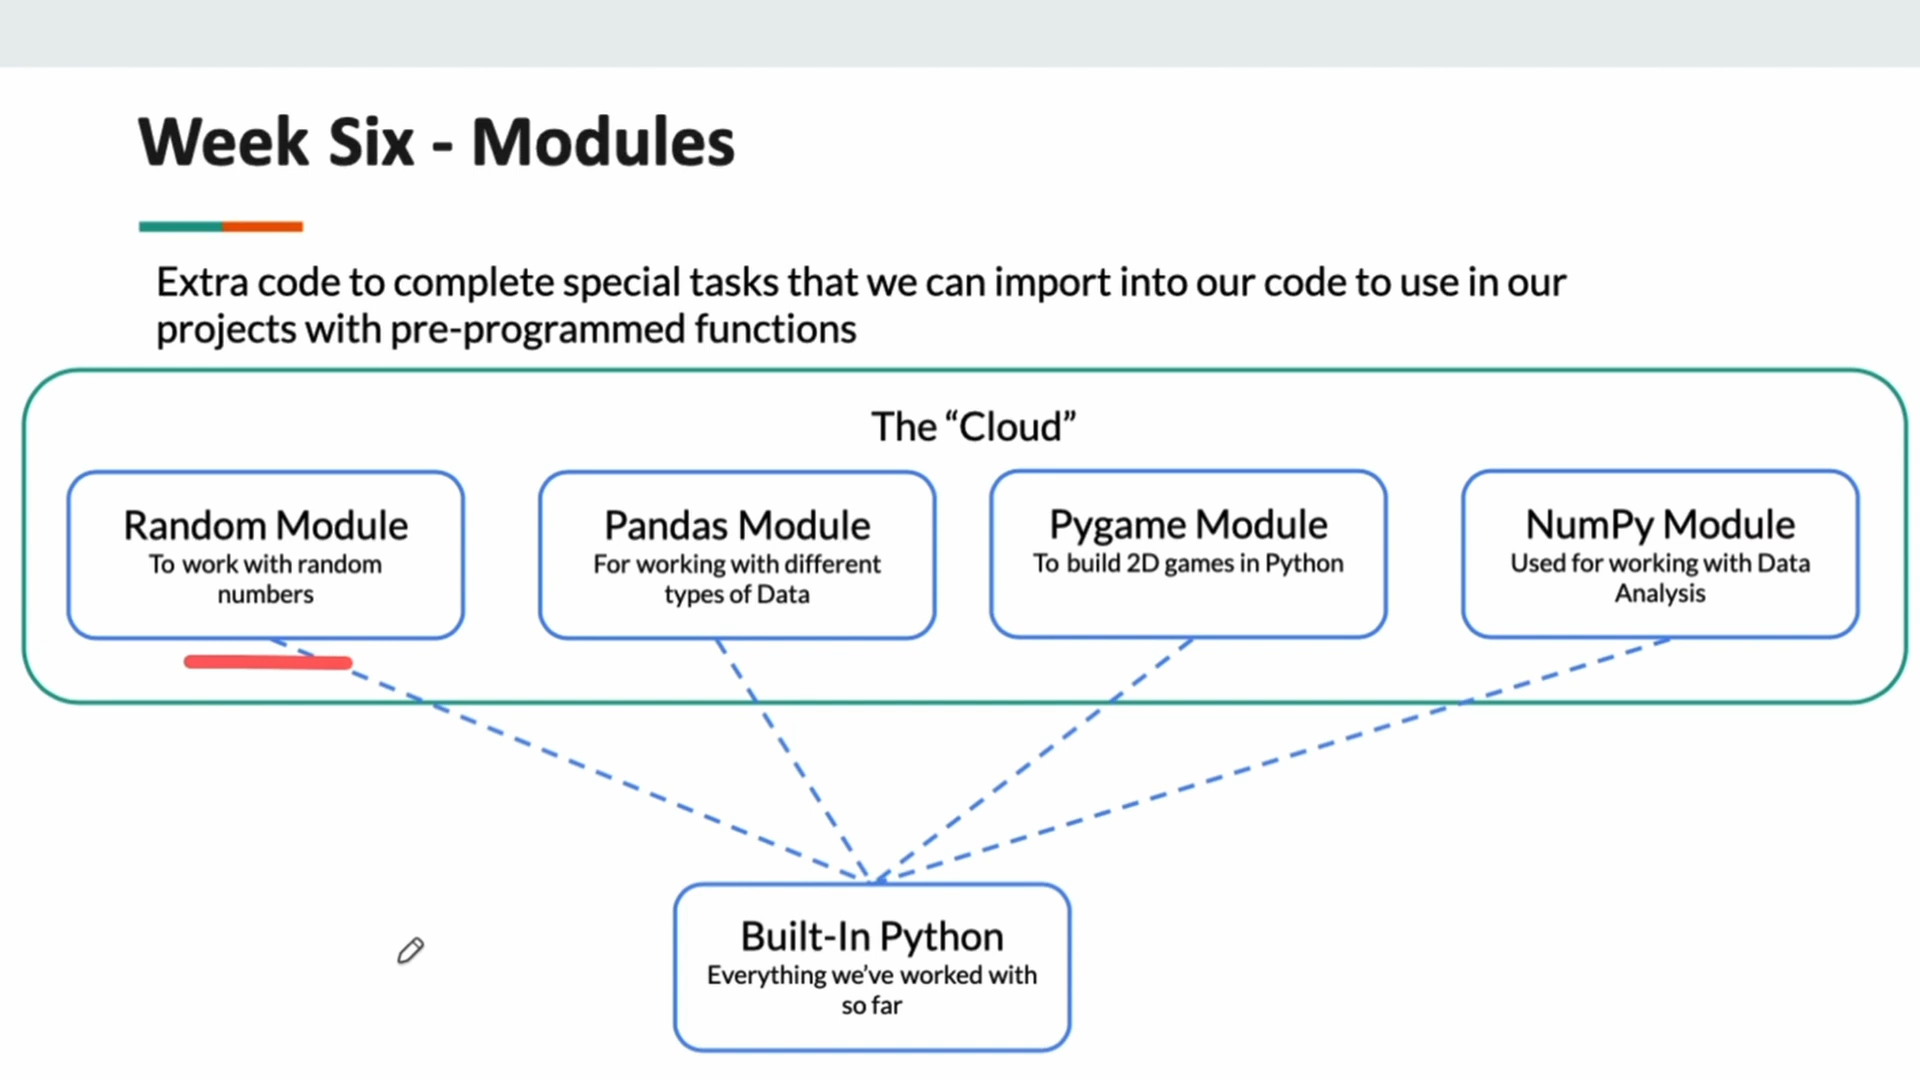 Week Six - Modules
Extra code to complete special tasks that we can import into our code to use in our
projects with pre-programmed functions
The “Cloud”
Random Module
To work with random
numbers
Pandas Module
For working with different
types of Data
Pygame Module
To build 2D games in Python
NumPy Module
Used for working with Data
Analysis
Built-In Python
Everything we’ve worked with
so far